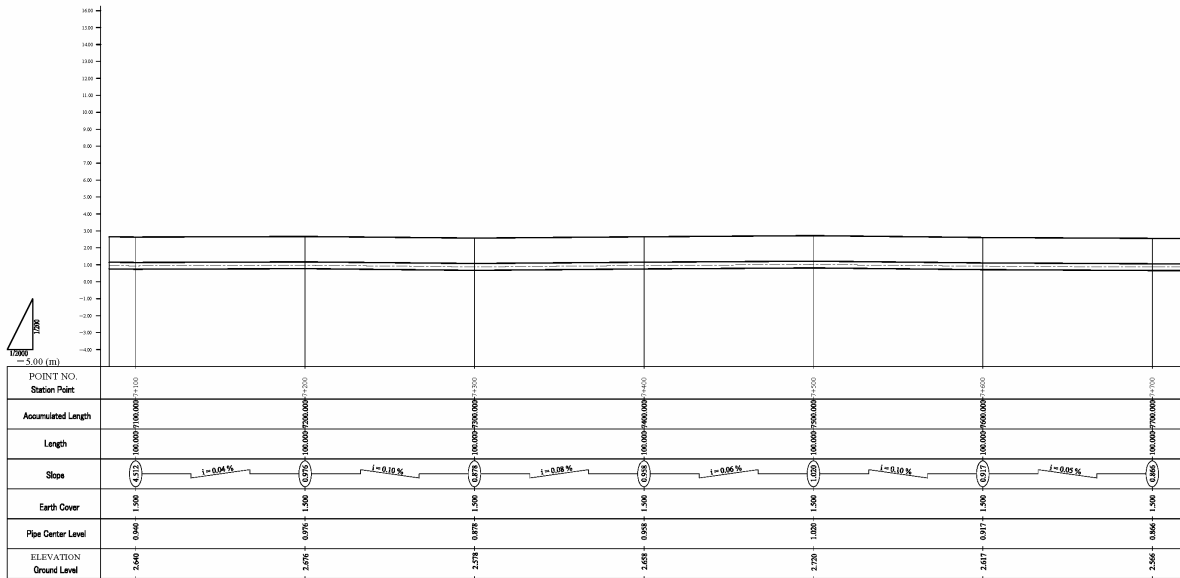 16.00
15.00
14.00
13.00
12.00
11.00
10.00
9.00
8.00
7.00
6.00
5.00
4.00
3.00
2.00
1.00
0.00
-1.00
-2.00
-3.00
-4.00
1/200
1/2000
-5.00 (m)
POINT NO.
Station Point
7+100 7+200 7+300 7+400 7+500 7+600 7+700
Accumulated Length
7100.000 7200.000 7300.000 7400.000 7500.000 7600.000 7700.000
Length
100.000 100.000 100.000 100.000 100.000 100.000 100.000
Slope
4.512 i = 0.04 % 0.976 i = 0.10 % 0.878 i = 0.08 % 0.958 i = 0.06 % 1.020 i = 0.10 % 0.917 i = 0.05 % 0.866
Earth Cover
1.500 1.500 1.500 1.500 1.500 1.500 1.500
Pipe Center Level
0.940 0.976 0.878 0.958 1.020 0.917 0.866
ELEVATION
Ground Level
2.640 2.676 2.578 2.658 2.720 2.617 2.566